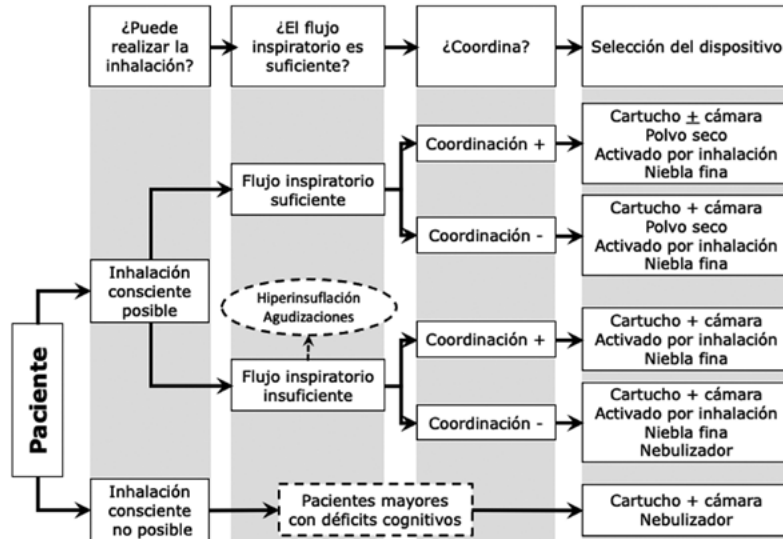 ¿Puede
realizar la
inhalación?
¿El flujo
inspiratorio es
suficiente?
¿Coordina?
Selección del dispositivo
Paciente
Inhalación
consciente
posible
Flujo inspiratorio
suficiente
Coordinación +
Cartucho ± cámara
Polvo seco
Activado por inhalación
Niebla fina
Coordinación -
Cartucho + cámara
Polvo seco
Activado por inhalación
Niebla fina
Hiperinsuflación
Agudizaciones
Flujo inspiratorio
insuficiente
Coordinación +
Cartucho + cámara
Activado por inhalación
Niebla fina
Coordinación -
Cartucho + cámara
Activado por inhalación
Niebla fina
Nebulizador
Inhalación
consciente
no posible
Pacientes mayores
con déficits cognitivos
Cartucho + cámara
Nebulizador